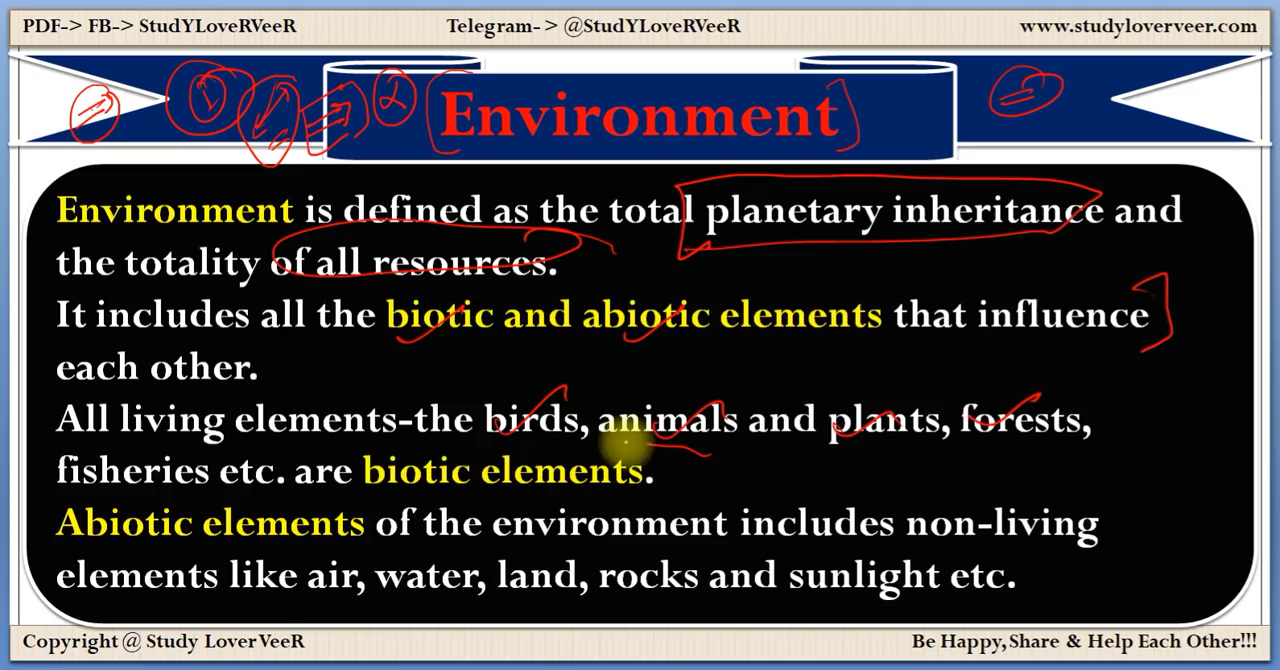 PDF-> FB-> StudYLoveRVeeR Telegram- > @StudYLoveRVeeR www.studyloverveer.com
① ② Environment
Environment is defined as the total planetary inheritance and
the totality of all resources.
It includes all the biotic and abiotic elements that influence
each other.
All living elements-the birds, animals and plants, forests,
fisheries etc. are biotic elements.
Abiotic elements of the environment includes non-living
elements like air, water, land, rocks and sunlight etc.
Copyright @ Study LoverVeeR Be Happy,Share & Help Each Other!!!